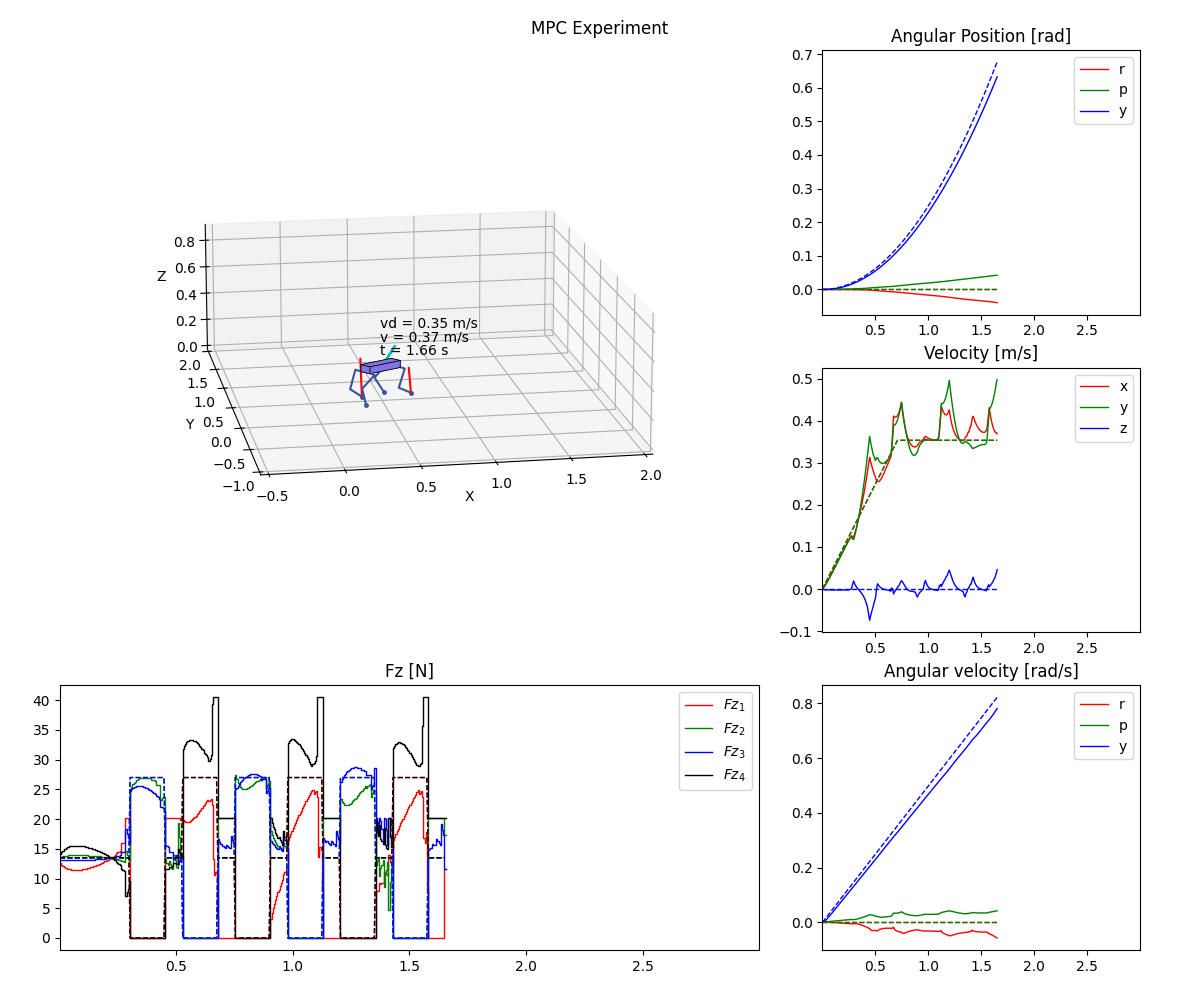 MPC Experiment
Angular Position [rad]
0.7
0.6
0.5
0.4
0.3
0.2
0.1
0.0
0.5 1.0 1.5 2.0 2.5
r
p
y
0.8
0.6
0.4
0.2
0.0
Z
2.0
1.5
1.0
0.5
0.0
−0.5
−1.0
Y
−0.5 0.0 0.5 1.0 1.5 2.0
X
vd = 0.35 m/s
v = 0.37 m/s
t = 1.66 s
Velocity [m/s]
0.5
0.4
0.3
0.2
0.1
0.0
−0.1
0.5 1.0 1.5 2.0 2.5
x
y
z
Fz [N]
40
35
30
25
20
15
10
5
0
0.5 1.0 1.5 2.0 2.5
Fz1
Fz2
Fz3
Fz4
Angular velocity [rad/s]
0.8
0.6
0.4
0.2
0.0
0.5 1.0 1.5 2.0 2.5
r
p
y